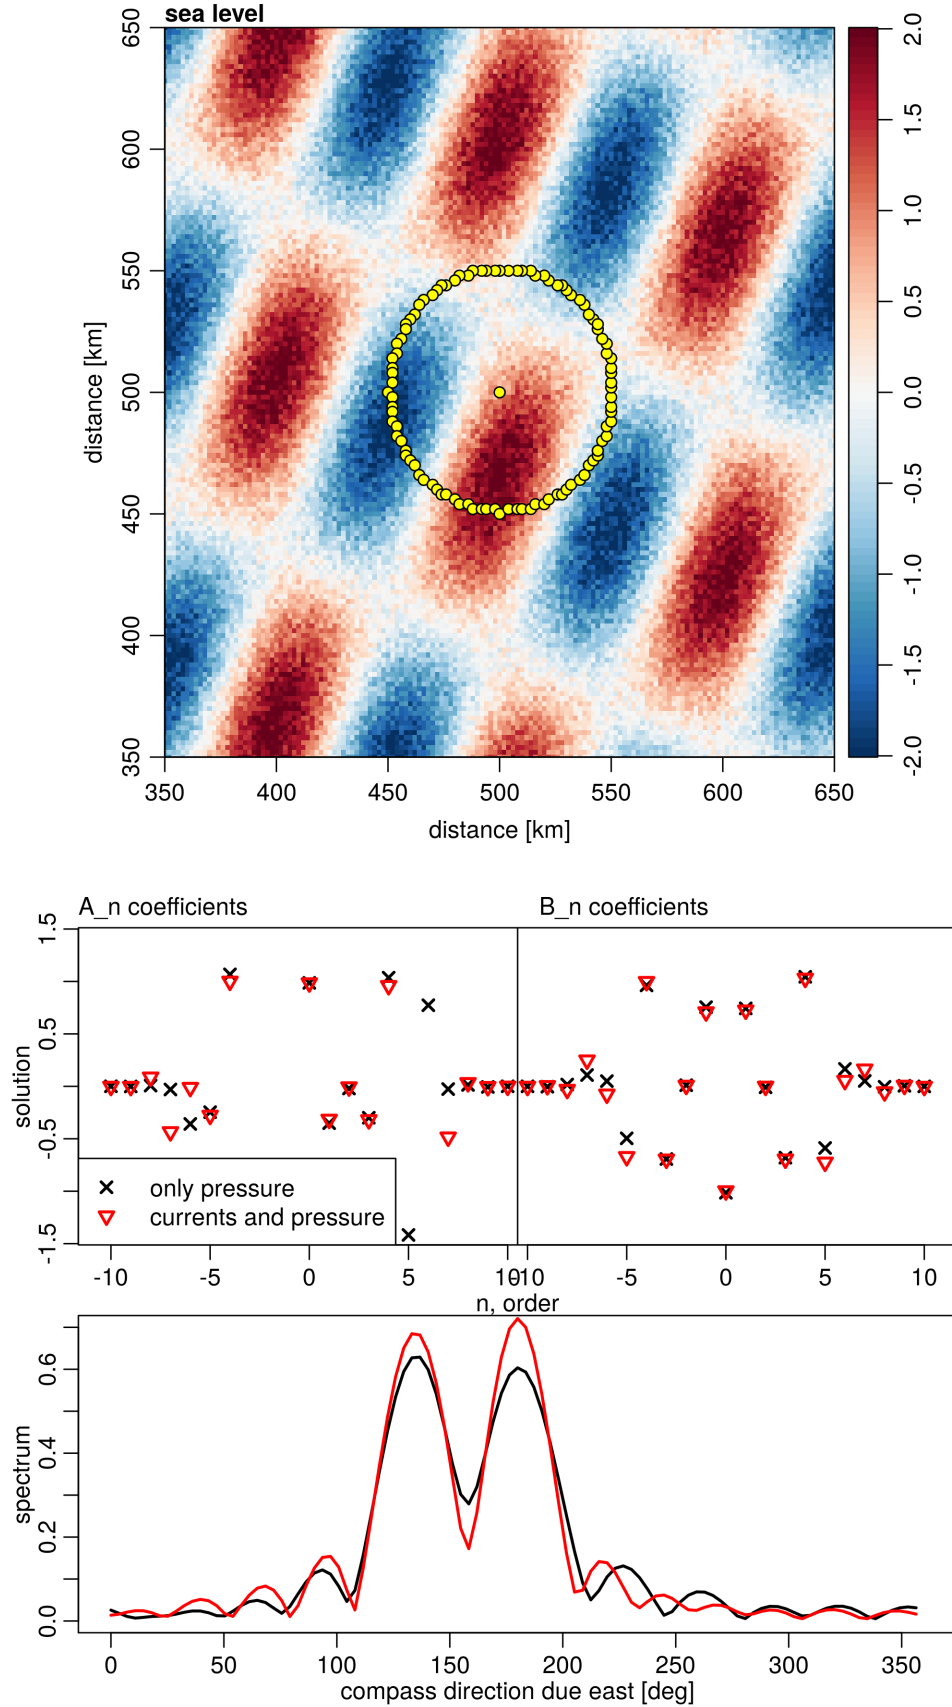 sea level
650
600
550
500
450
400
350
distance [km]
350 400 450 500 550 600 650
distance [km]
2.0
1.5
1.0
0.5
0.0
-0.5
-1.0
-1.5
-2.0
A_n coefficients
B_n coefficients
1.5
0.5
-0.5
-1.5
solution
only pressure
currents and pressure
-10 -5 0 5 10
-10 -5 0 5 10
n, order
0.6
0.4
0.2
0.0
spectrum
0 50 100 150 200 250 300 350
compass direction due east [deg]